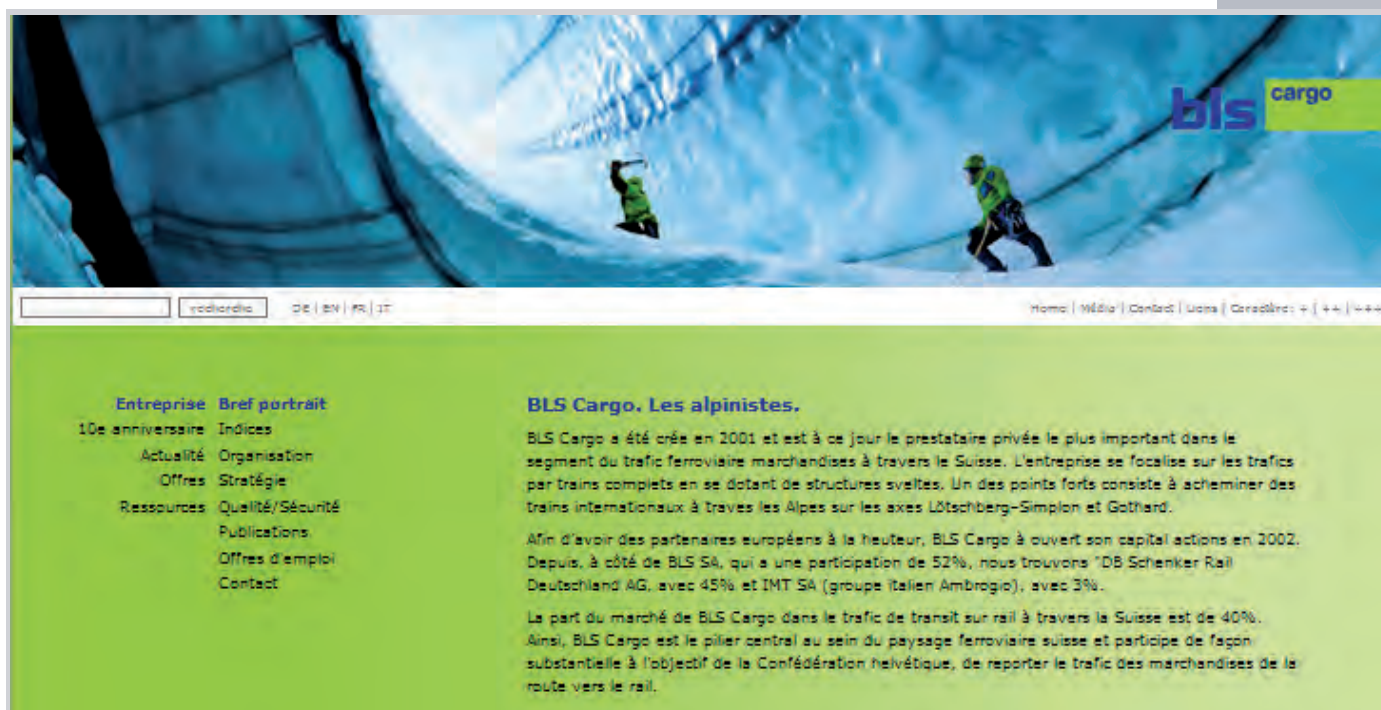 bls cargo
recherche DE | EN | FR | IT
Home | Média | Contact | Liens | Caractère: + | ++ | +++
Entreprise
10e anniversaire
Actualité
Offres
Ressources
Bref portrait
Indices
Organisation
Stratégie
Qualité/Sécurité
Publications
Offres d'emploi
Contact
BLS Cargo. Les alpinistes.
BLS Cargo a été crée en 2001 et est à ce jour le prestataire privée le plus important dans le
segment du trafic ferroviaire marchandises à travers le Suisse. L'entreprise se focalise sur les trafics
par trains complets en se dotant de structures sveltes. Un des points forts consiste à acheminer des
trains internationaux à traves les Alpes sur les axes Lötschberg-Simplon et Gothard.
Afin d'avoir des partenaires européens à la heuteur, BLS Cargo à ouvert son capital actions en 2002.
Depuis, à côté de BLS SA, qui a une participation de 52%, nous trouvons "DB Schenker Rail
Deutschland AG, avec 45% et IMT SA (groupe italien Ambrogio), avec 3%.
La part du marché de BLS Cargo dans le trafic de transit sur rail à travers la Suisse est de 40%.
Ainsi, BLS Cargo est le pilier central au sein du paysage ferroviaire suisse et participe de façon
substantielle à l'objectif de la Confédération helvétique, de reporter le trafic des marchandises de la
route vers le rail.